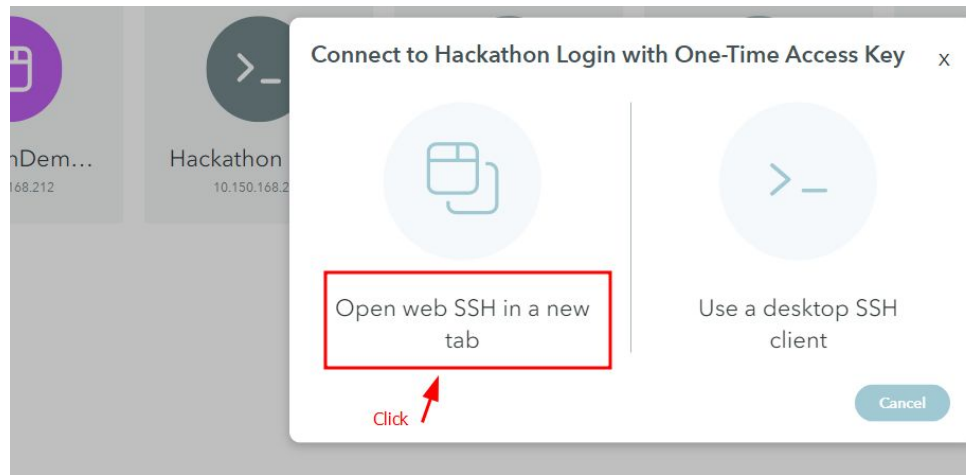 Connect to Hackathon Login with One-Time Access Key x
nDem...
168.212
Hackathon
10.150.168.2
>_
>_
Open web SSH in a new
tab
Use a desktop SSH
client
Click
Cancel